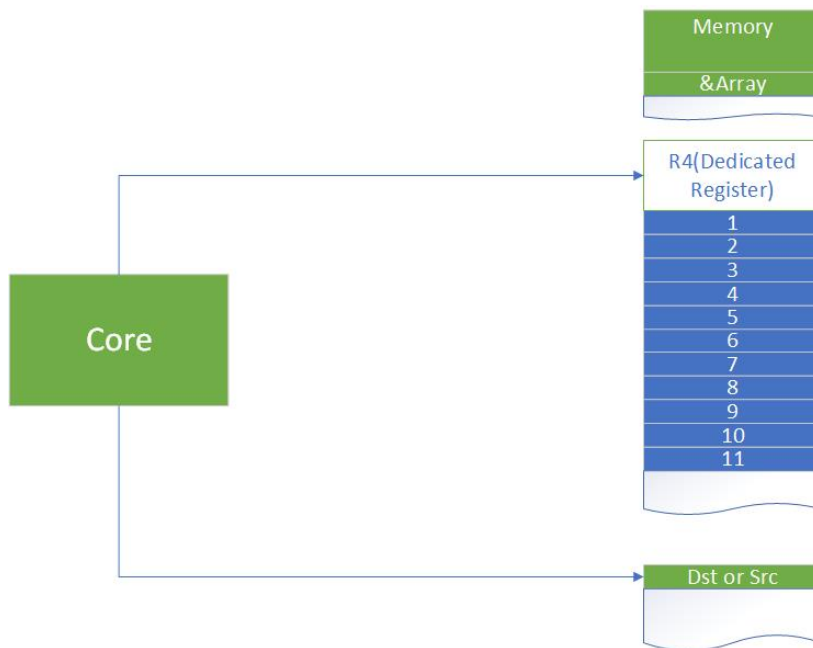 Memory
&Array
R4(Dedicated
Register)
1
2
3
4
5
6
7
8
9
10
11
Core
Dst or Src